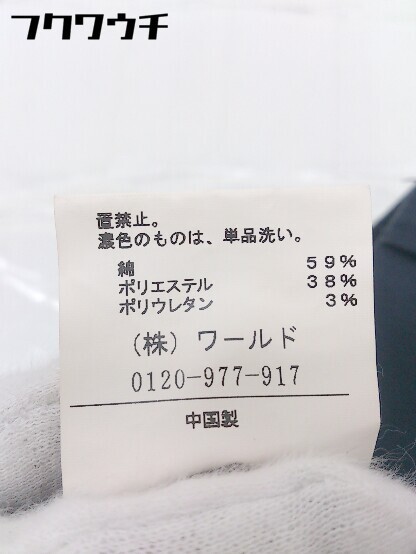 フクワウチ
置禁止。
濃色のものは、単品洗い。
綿 59%
ポリエステル 38%
ポリウレタン 3%
(株) ワールド
0120-977-917
中国製